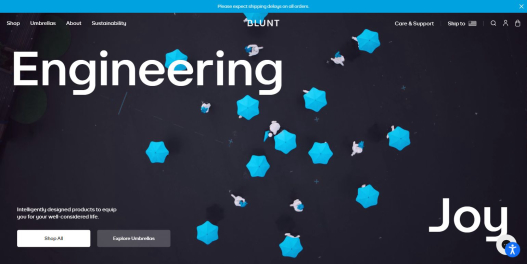 Please expect shipping delays on all orders.
Shop Umbrellas About Sustainability
BLUNT
Care & Support Ship to
Engineering
Intelligently designed products to equip
you for your well-considered life.
Shop All Explore Umbrellas
Joy